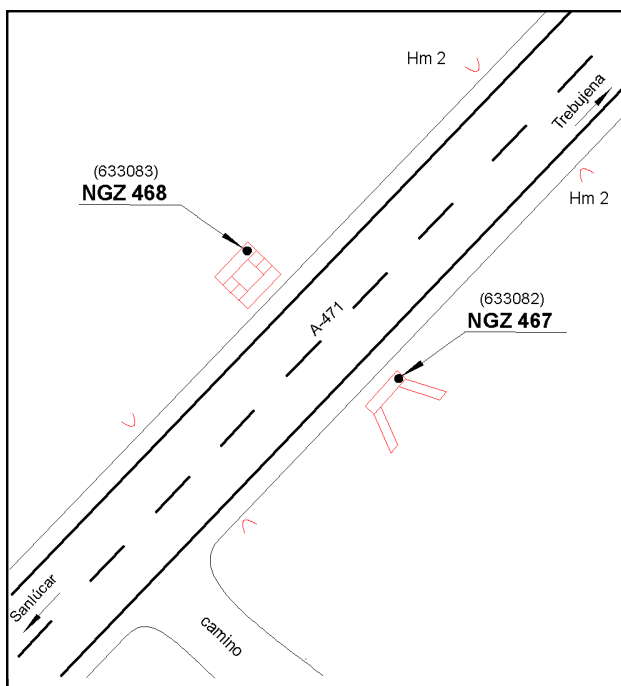 Hm 2
Trebujena
(633083)
NGZ 468
Hm 2
A-471
(633082)
NGZ 467
Sanlúcar
camino